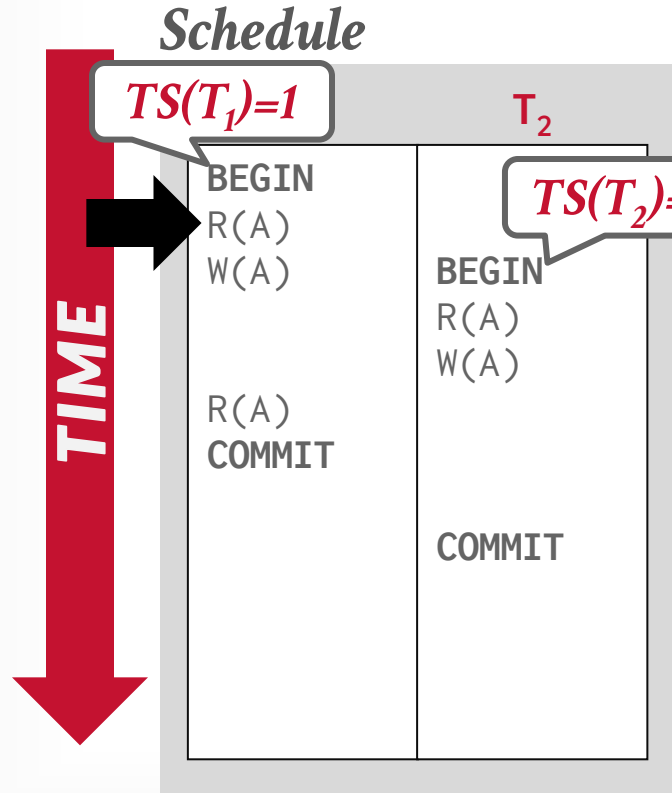 Schedule
TS(T₁)=1
T₂
BEGIN
R(A)
W(A)
R(A)
COMMIT
TS(T₂)=
BEGIN
R(A)
W(A)
COMMIT
TIME